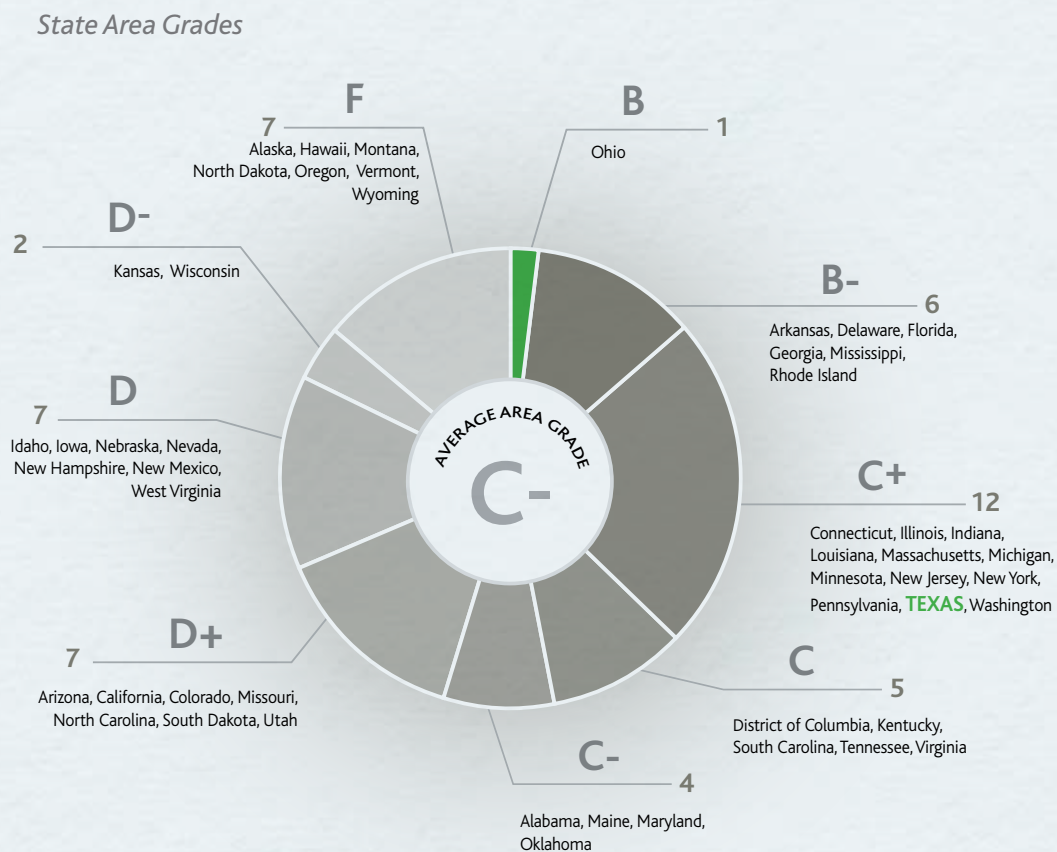 State Area Grades
F
7
Alaska, Hawaii, Montana,
North Dakota, Oregon, Vermont,
Wyoming
B
1
Ohio
D-
2
Kansas, Wisconsin
B-
6
Arkansas, Delaware, Florida,
Georgia, Mississippi,
Rhode Island
D
7
Idaho, Iowa, Nebraska, Nevada,
New Hampshire, New Mexico,
West Virginia
AVERAGE AREA GRADE
C-
C+
12
Connecticut, Illinois, Indiana,
Louisiana, Massachusetts, Michigan,
Minnesota, New Jersey, New York,
Pennsylvania, TEXAS, Washington
D+
7
Arizona, California, Colorado, Missouri,
North Carolina, South Dakota, Utah
C
5
District of Columbia, Kentucky,
South Carolina, Tennessee, Virginia
C-
4
Alabama, Maine, Maryland,
Oklahoma